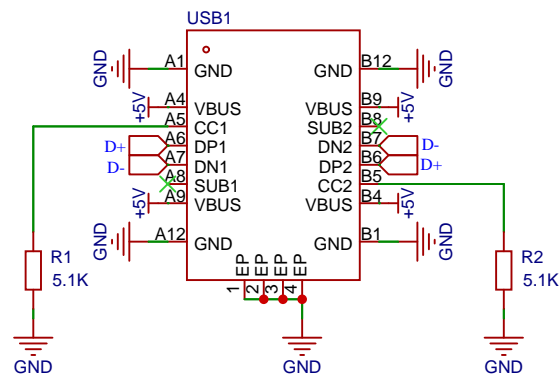 USB1
GND A1 GND GND B12 GND
+5V A4 VBUS VBUS B9 +5V
A5 CC1 SUB2 B8
D+ A6 DP1 DN2 B7 D-
D- A7 DN1 DP2 B6 D+
A8 SUB1 CC2 B5
+5V A9 VBUS VBUS B4 +5V
GND A12 GND GND B1 GND
EP EP EP EP
1 2 3 4
R1 R2
5.1K 5.1K
GND GND GND